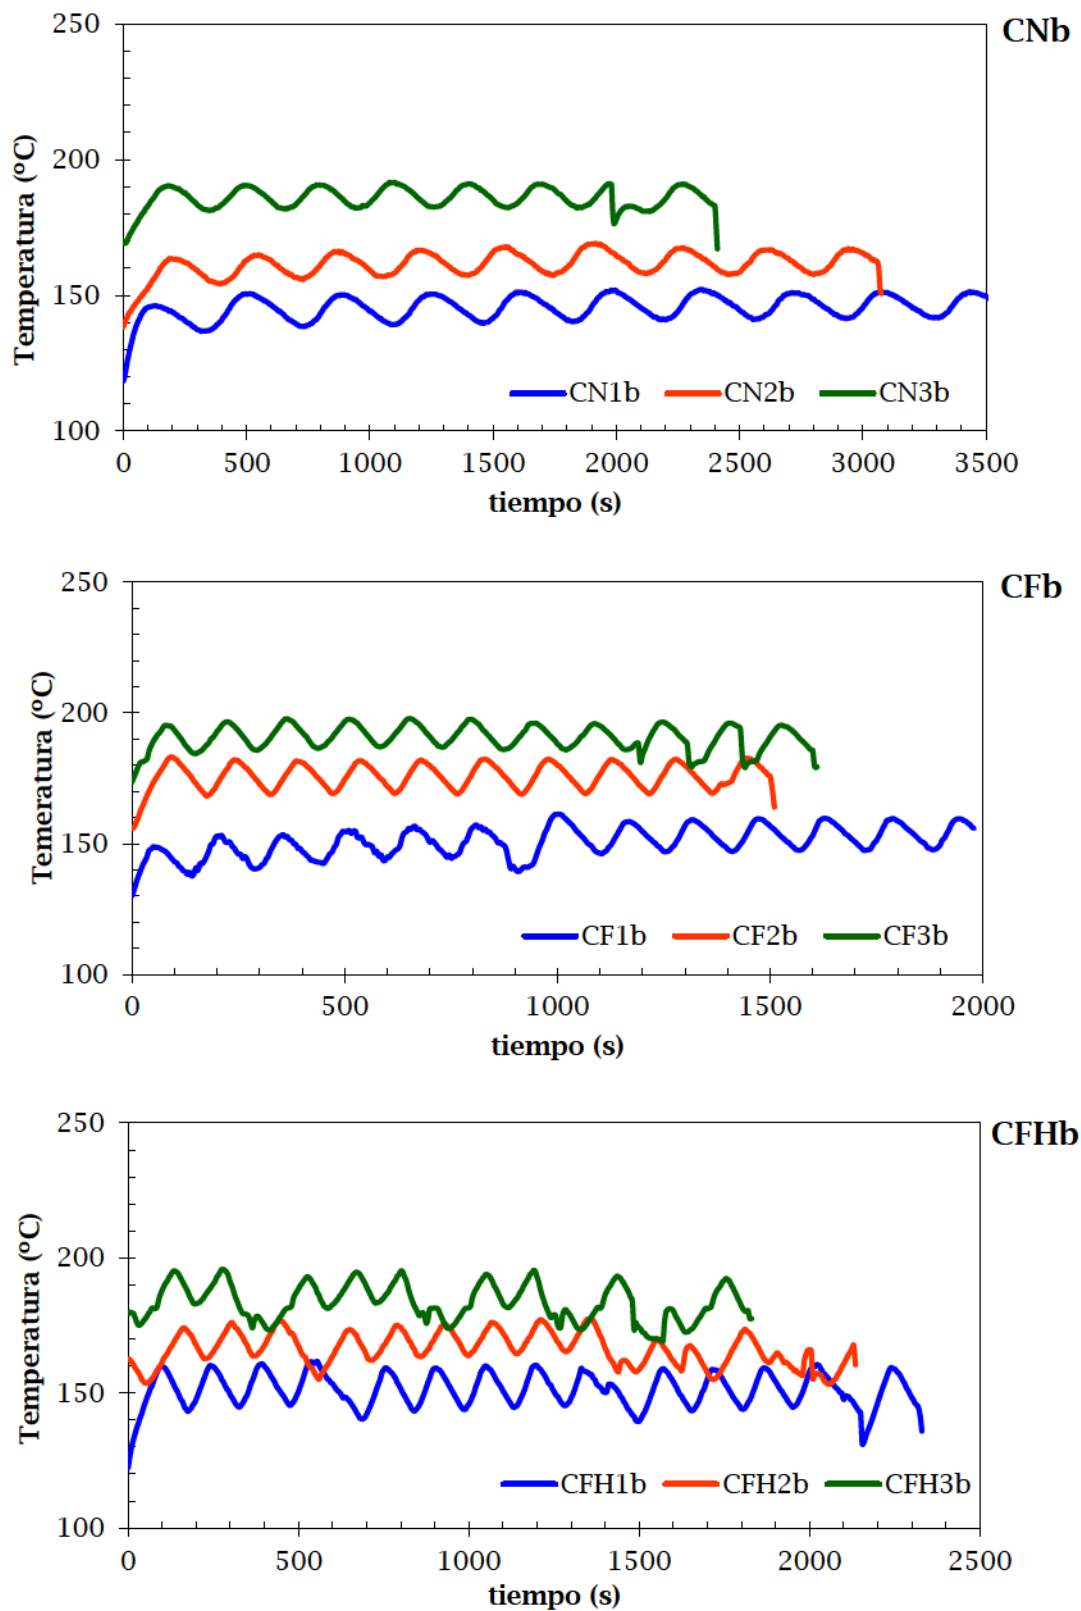 CNb
250
200
150
100
Temperatura (ºC)
CN1b CN2b CN3b
0 500 1000 1500 2000 2500 3000 3500
tiempo (s)
CFb
250
200
150
100
Temeratura (ºC)
CF1b CF2b CF3b
0 500 1000 1500 2000
tiempo (s)
CFHb
250
200
150
100
Temperatura (ºC)
CFH1b CFH2b CFH3b
0 500 1000 1500 2000 2500
tiempo (s)